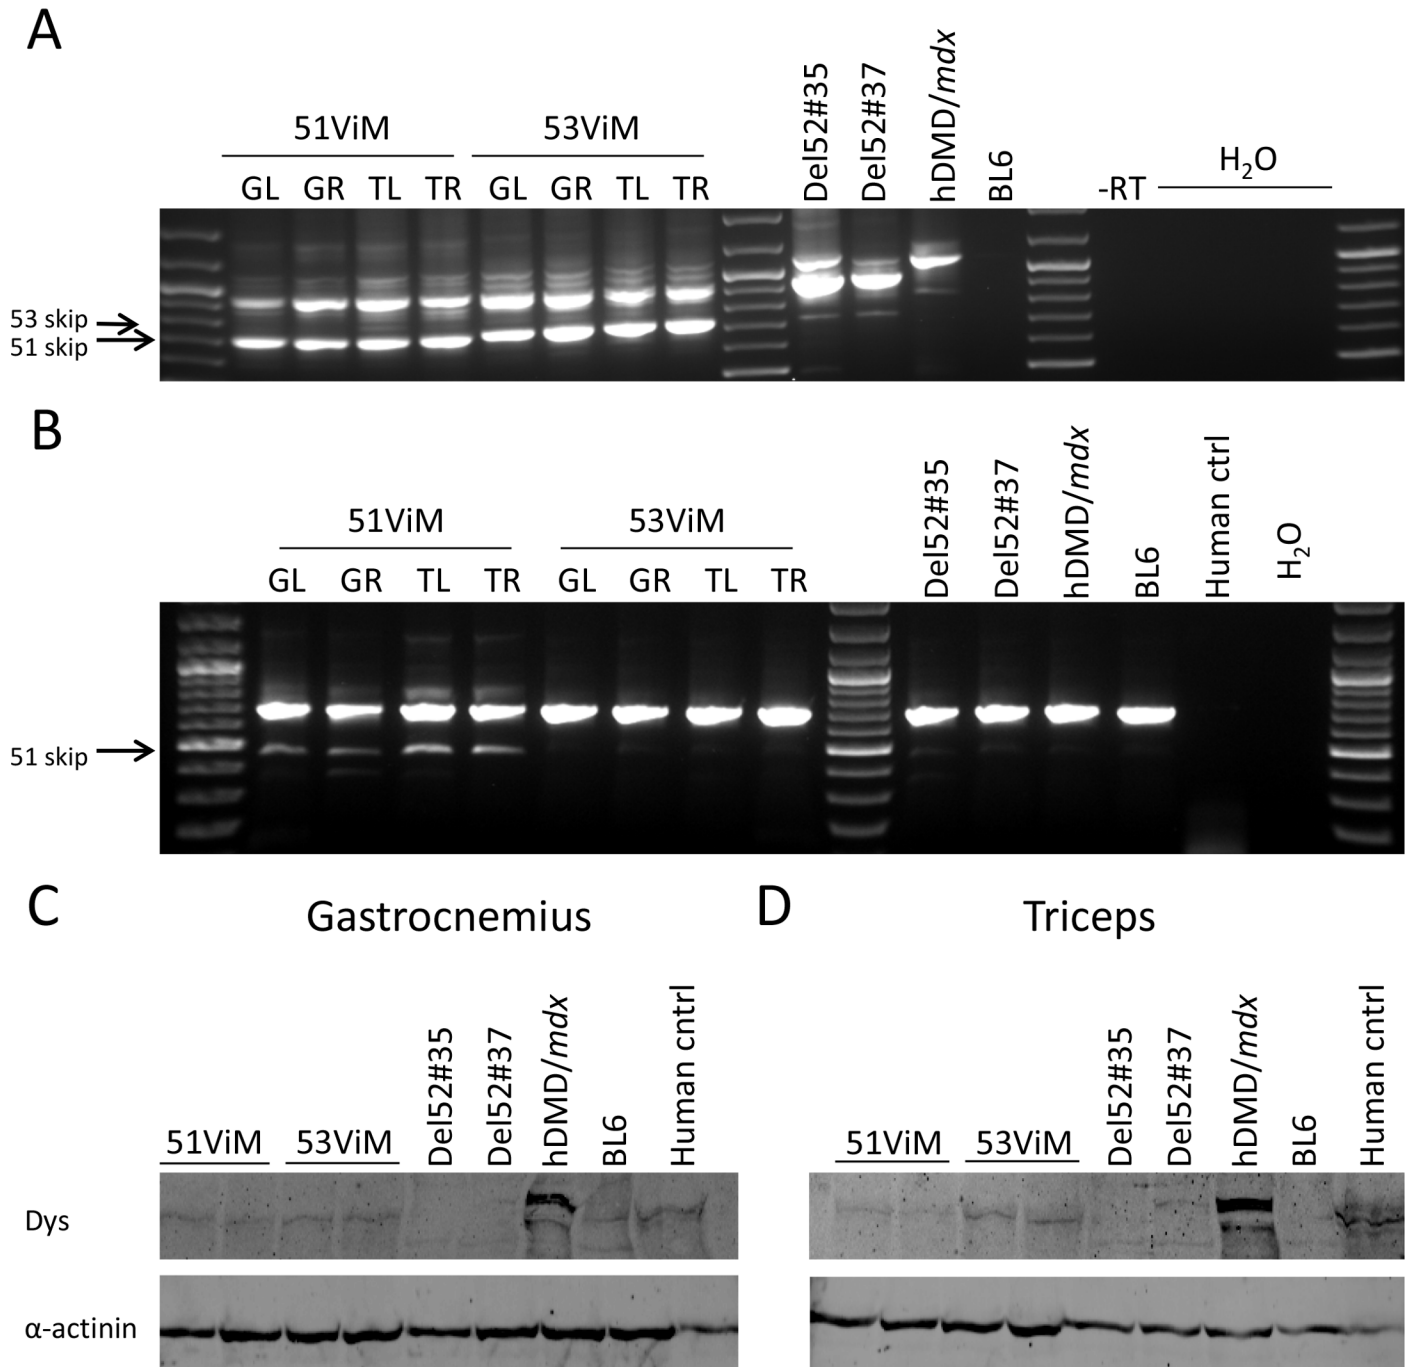 A
51ViM 53ViM Del52#35 Del52#37 hDMD/mdx BL6 H₂O
GL GR TL TR GL GR TL TR -RT
53 skip
51 skip
B
51ViM 53ViM Del52#35 Del52#37 hDMD/mdx BL6 Human ctrl H₂O
GL GR TL TR GL GR TL TR
51 skip
C Gastrocnemius
51ViM 53ViM Del52#35 Del52#37 hDMD/mdx BL6 Human cntrl
D Triceps
51ViM 53ViM Del52#35 Del52#37 hDMD/mdx BL6 Human cntrl
Dys
α-actinin